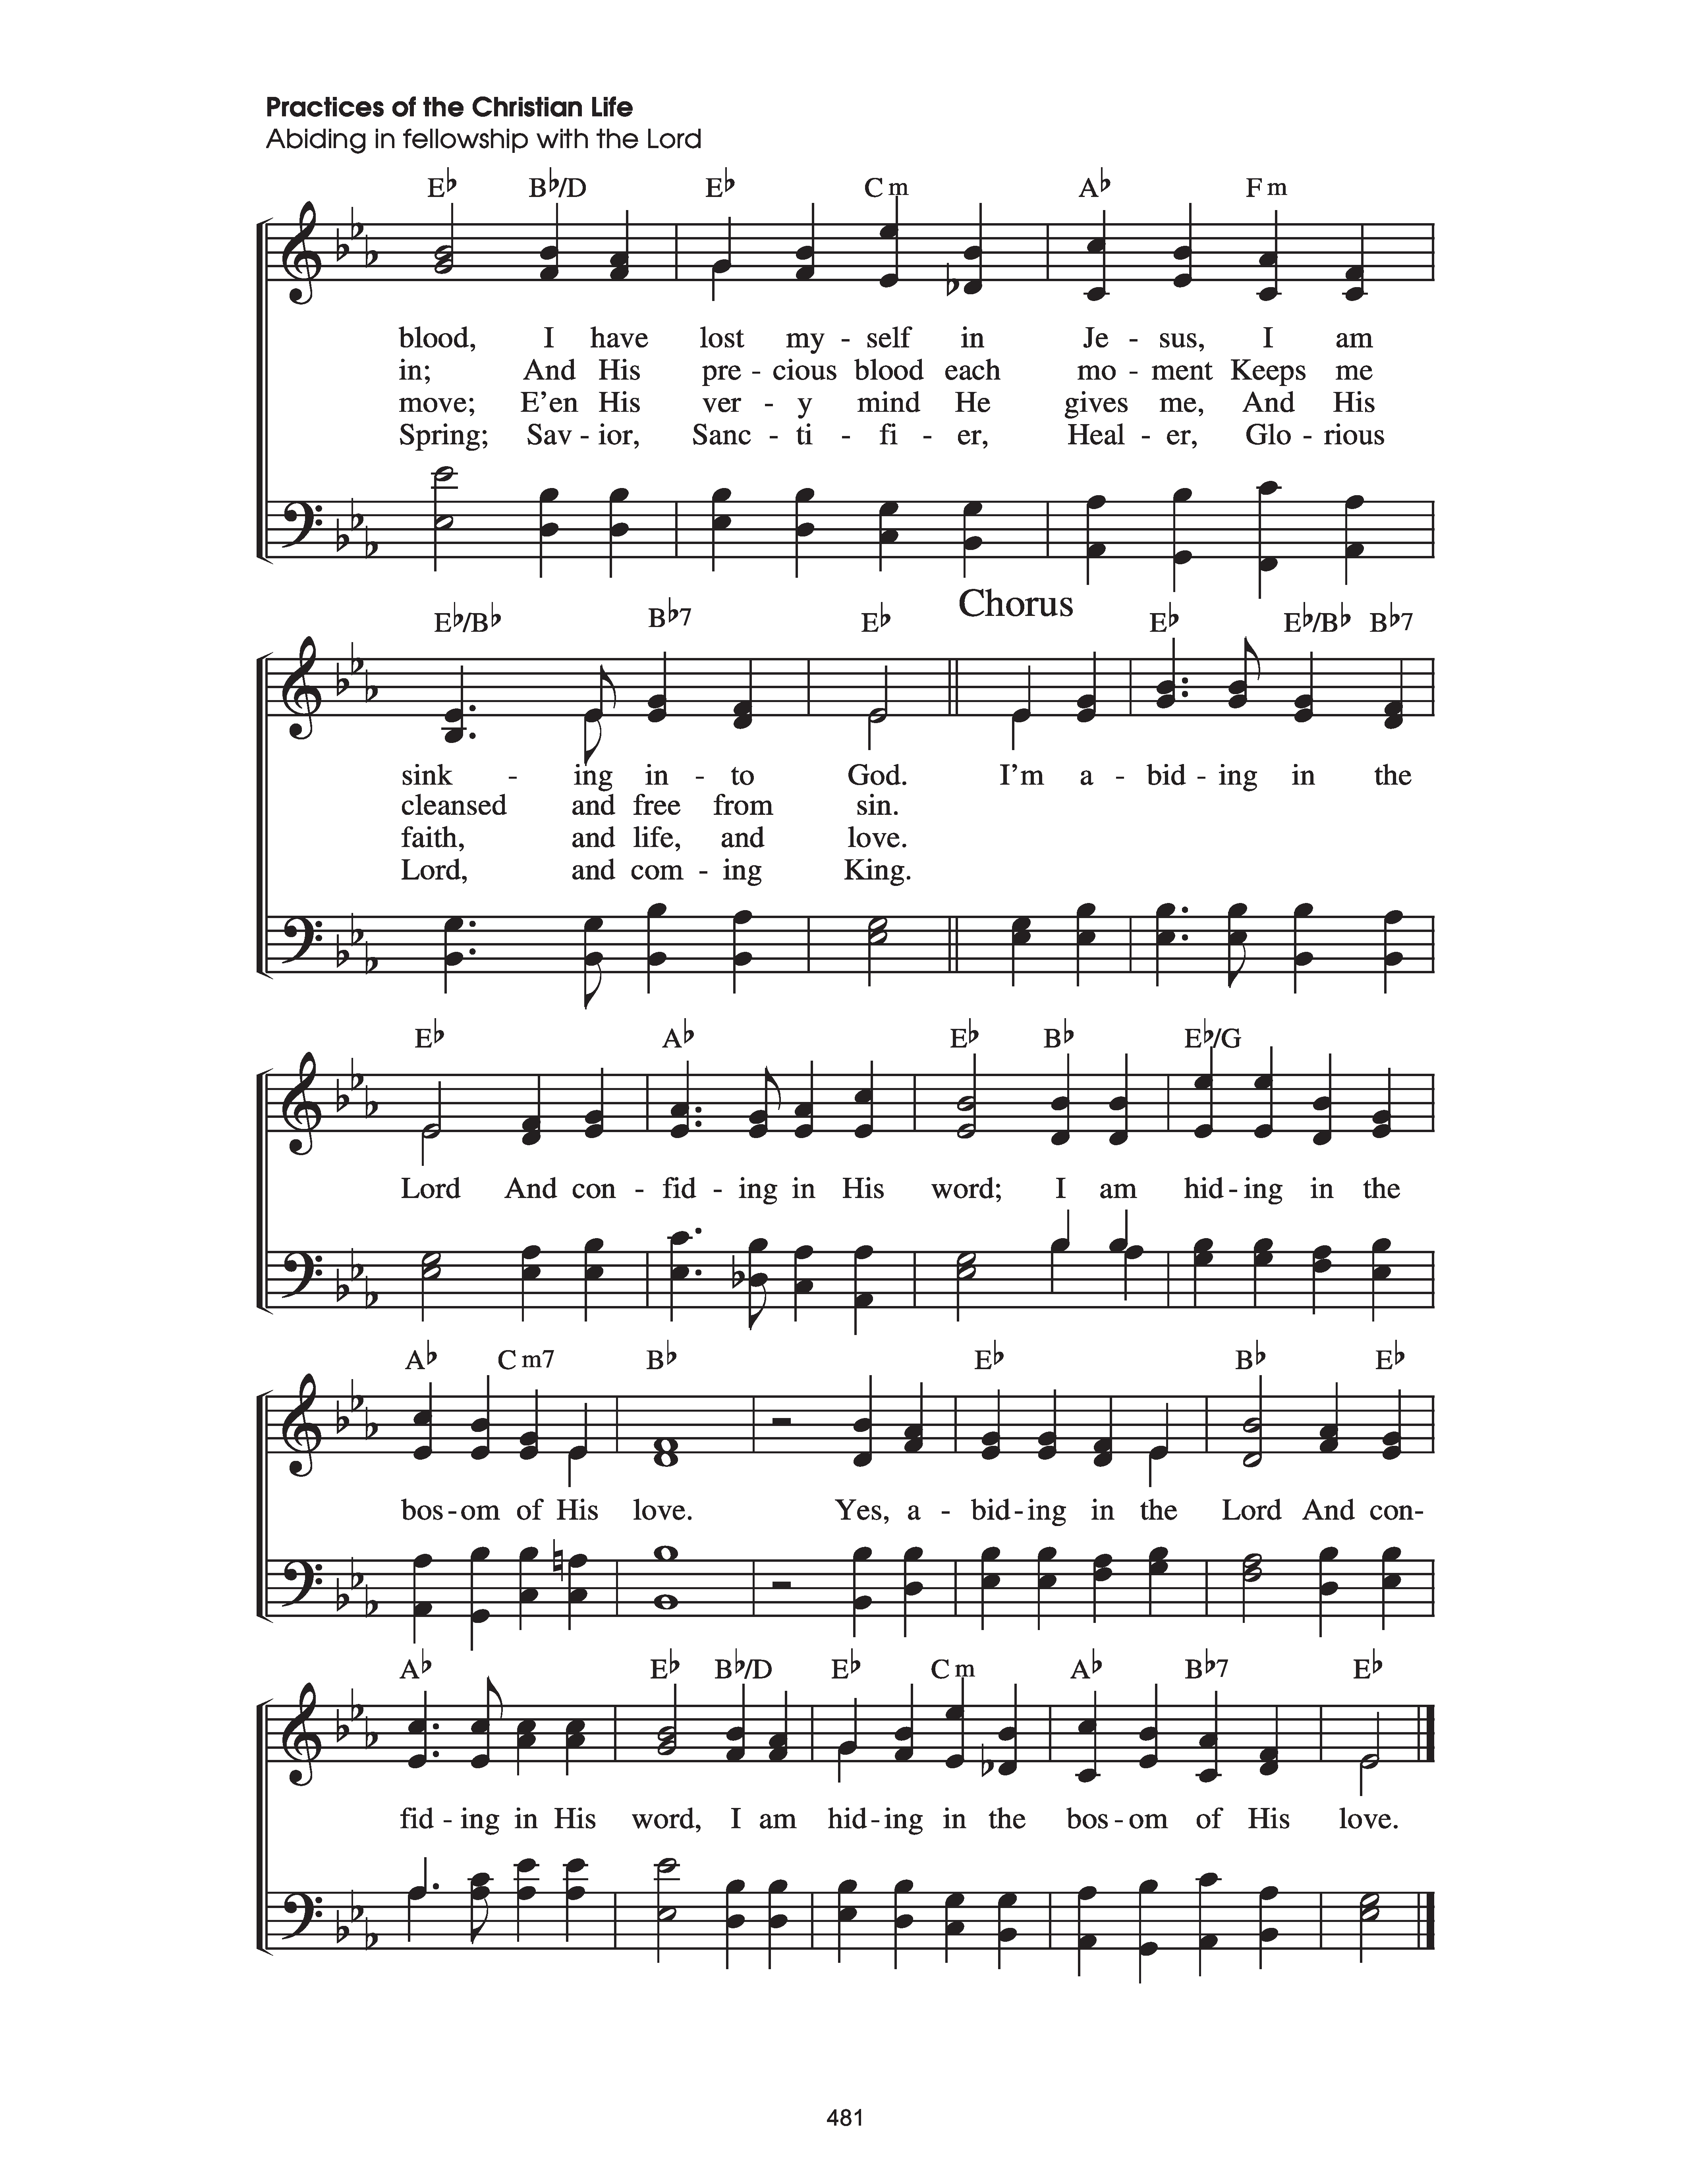 Practices of the Christian Life
Abiding in fellowship with the Lord
E♭ B♭/D E♭ C m A♭ F m
blood, I have lost my - self in Je - sus, I am
in; And His pre - cious blood each mo - ment Keeps me
move; E'en His ver - y mind He gives me, And His
Spring; Sav - ior, Sanc - ti - fi - er, Heal - er, Glo - rious
Chorus
E♭/B♭ B♭7 E♭ E♭ E♭/B♭ B♭7
sink - ing in - to God. I'm a - bid - ing in the
cleansed and free from sin.
faith, and life, and love.
Lord, and com - ing King.
E♭ A♭ E♭ B♭ E♭/G
Lord And con - fid - ing in His word; I am hid - ing in the
A♭ C m7 B♭ E♭ B♭ E♭
bos - om of His love. Yes, a - bid - ing in the Lord And con-
A♭ E♭ B♭/D E♭ C m A♭ B♭7 E♭
fid - ing in His word, I am hid - ing in the bos - om of His love.
481